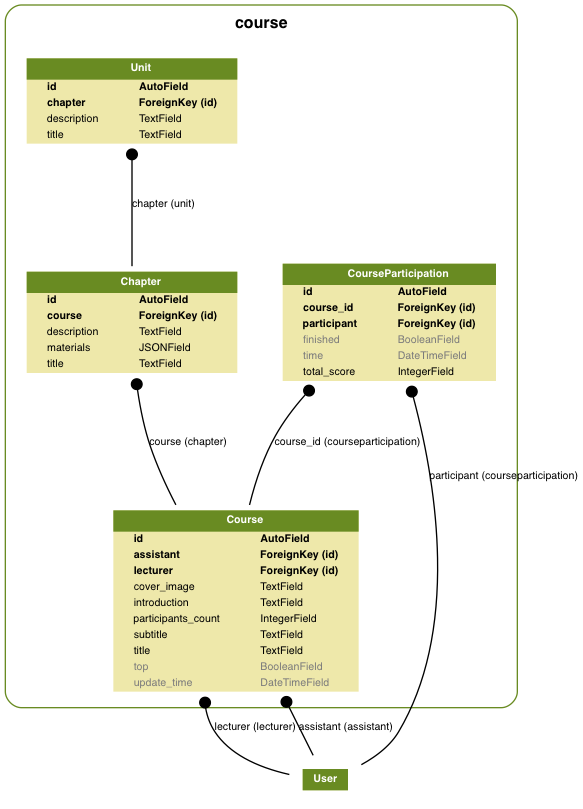 course
Unit
id AutoField
chapter ForeignKey (id)
description TextField
title TextField
chapter (unit)
Chapter
id AutoField
course ForeignKey (id)
description TextField
materials JSONField
title TextField
CourseParticipation
id AutoField
course_id ForeignKey (id)
participant ForeignKey (id)
finished BooleanField
time DateTimeField
total_score IntegerField
course (chapter)
course_id (courseparticipation)
participant (courseparticipation)
Course
id AutoField
assistant ForeignKey (id)
lecturer ForeignKey (id)
cover_image TextField
introduction TextField
participants_count IntegerField
subtitle TextField
title TextField
top BooleanField
update_time DateTimeField
lecturer (lecturer)
assistant (assistant)
User